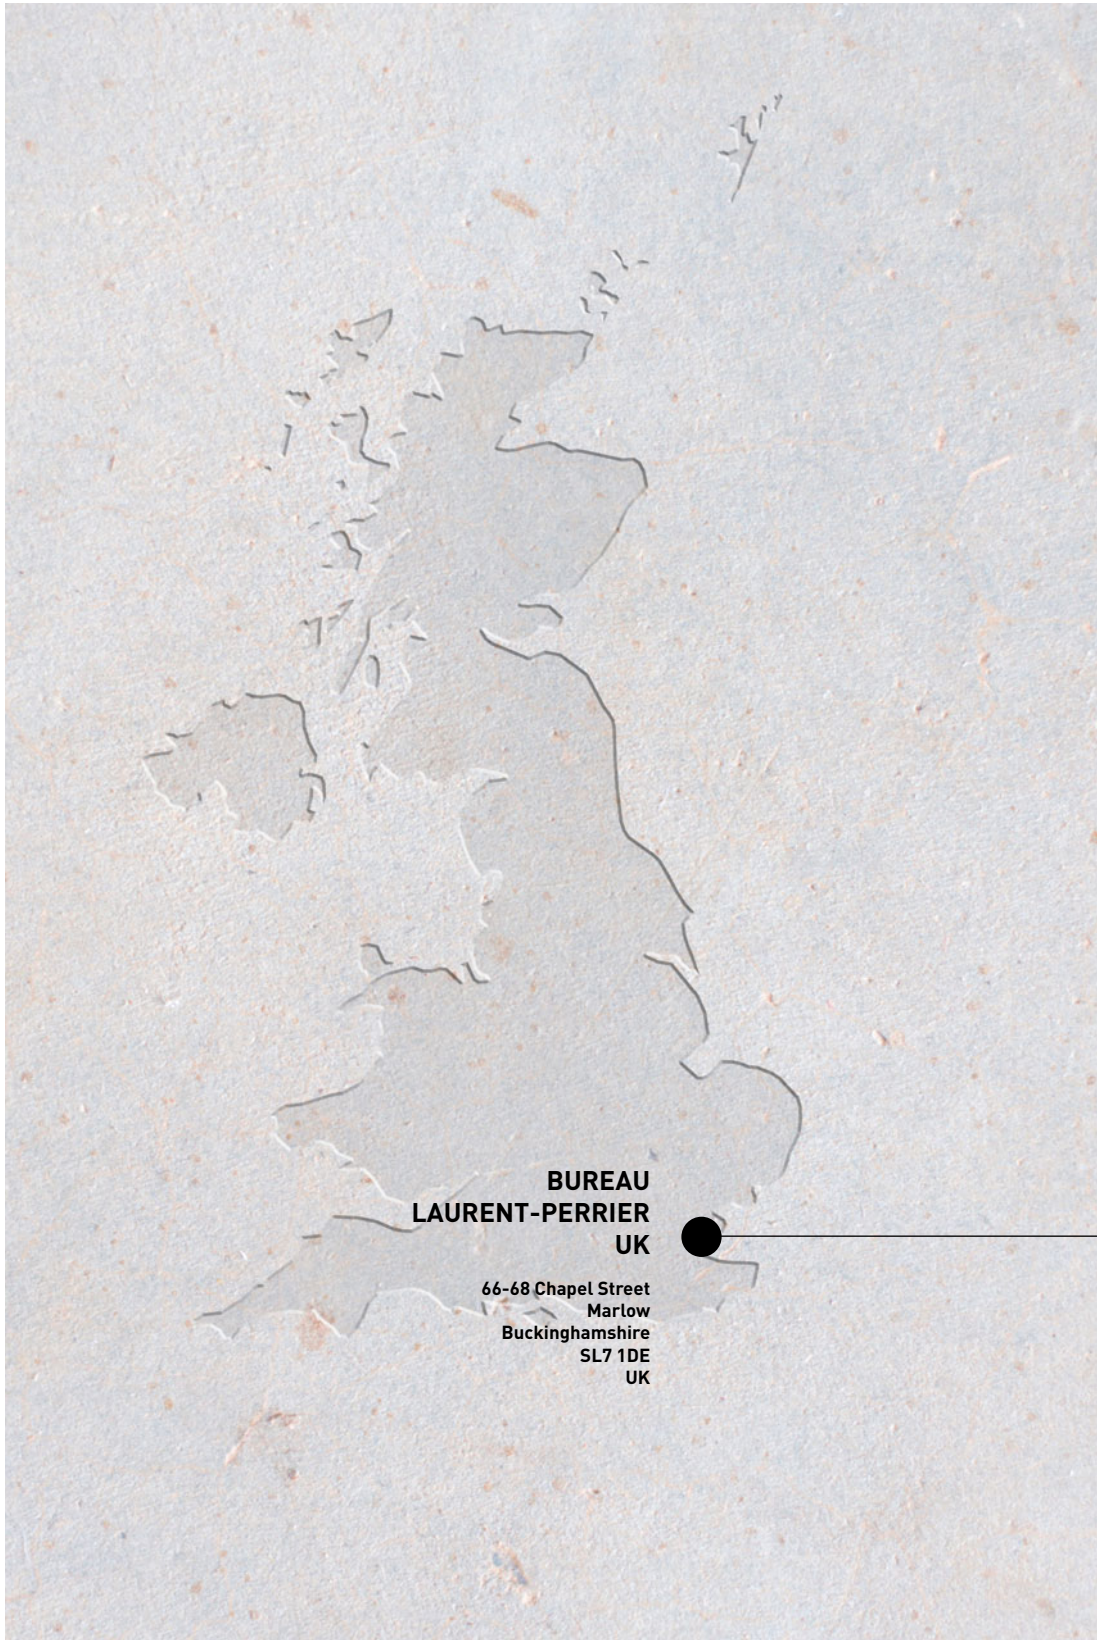 BUREAU
LAURENT-PERRIER
UK
66-68 Chapel Street
Marlow
Buckinghamshire
SL7 1DE
UK